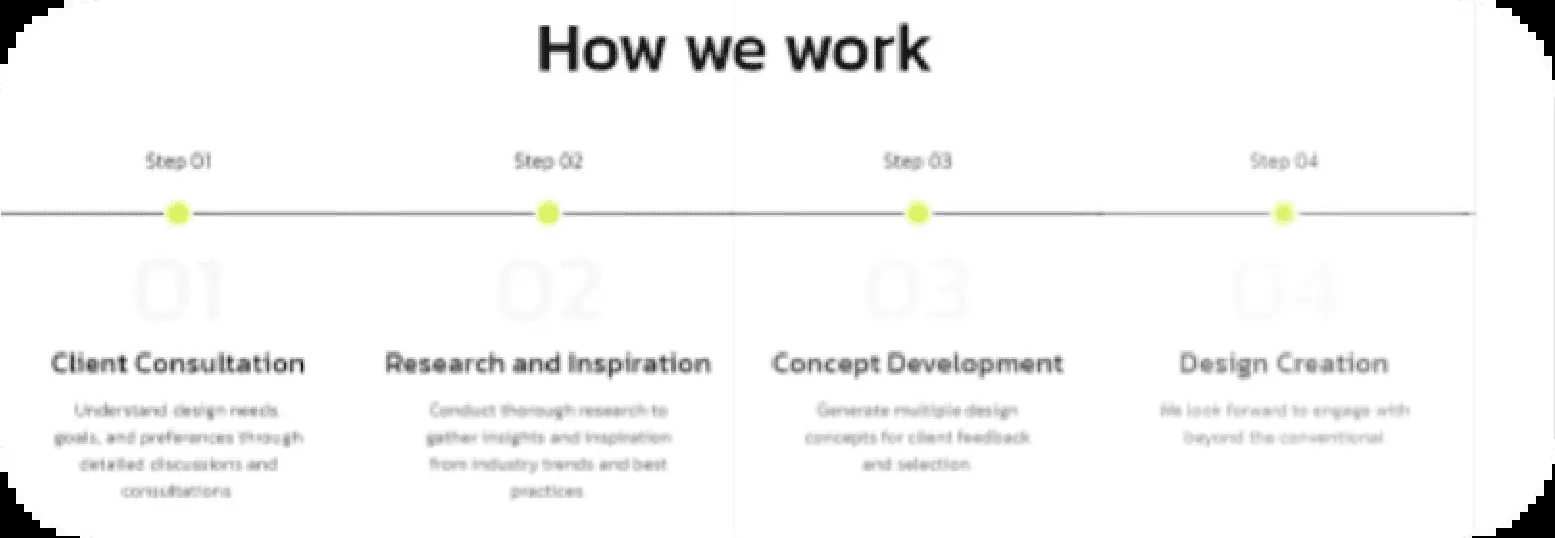 How we work
Step 01
Step 02
Step 03
Step 04
01
02
03
04
Client Consultation
Understand design needs,
goals, and preferences through
detailed discussions and
consultations.
Research and Inspiration
Conduct thorough research to
gather insights and inspiration
from industry trends and best
practices.
Concept Development
Generate multiple design
concepts for client feedback
and selection.
Design Creation
We look forward to engage with
beyond the conventional.